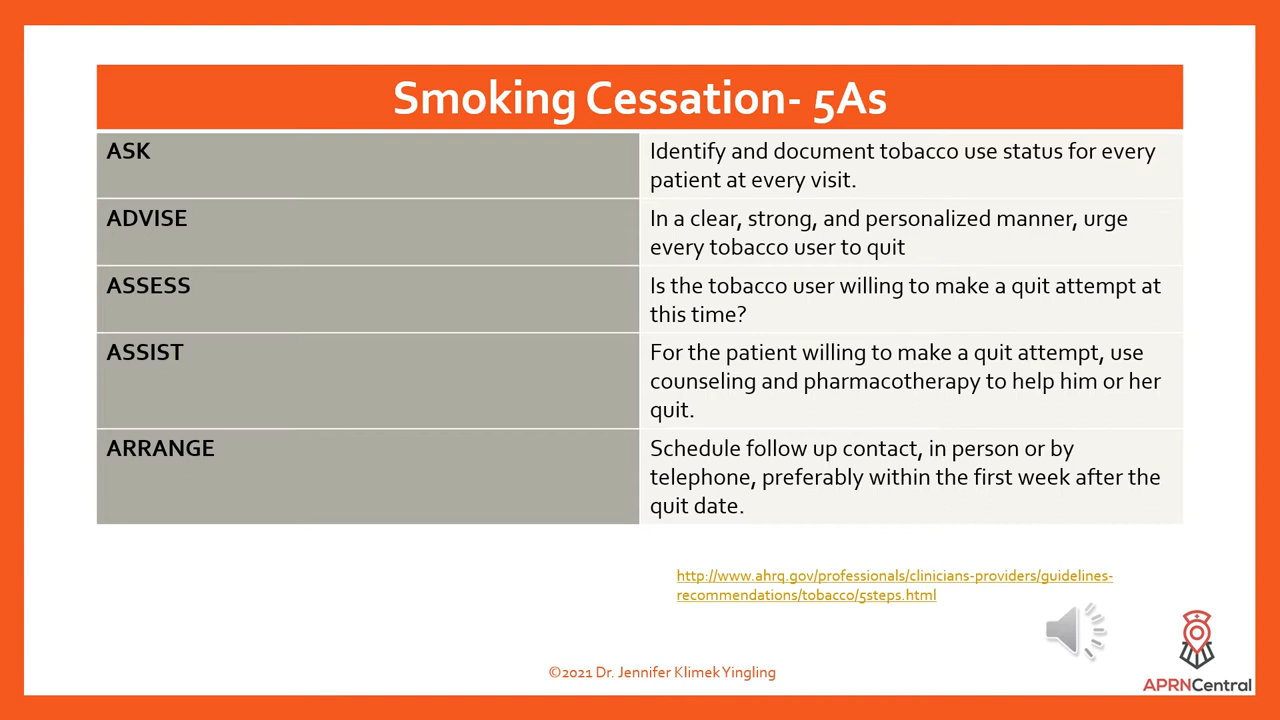 Smoking Cessation- 5As
ASK
Identify and document tobacco use status for every
patient at every visit.
ADVISE
In a clear, strong, and personalized manner, urge
every tobacco user to quit
ASSESS
Is the tobacco user willing to make a quit attempt at
this time?
ASSIST
For the patient willing to make a quit attempt, use
counseling and pharmacotherapy to help him or her
quit.
ARRANGE
Schedule follow up contact, in person or by
telephone, preferably within the first week after the
quit date.
http://www.ahrq.gov/professionals/clinicians-providers/guidelines-
recommendations/tobacco/5steps.html
©2021 Dr. Jennifer Klimek Yingling
APRNCentral